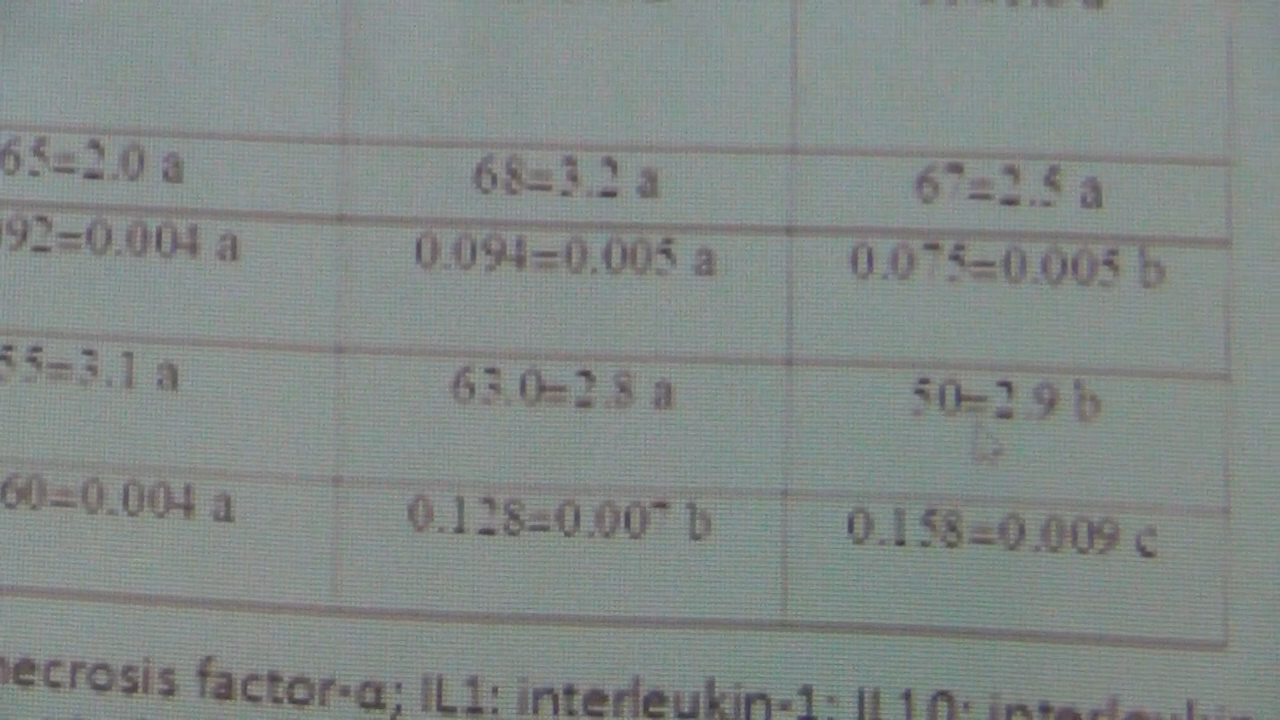 65=2.0 a 68=3.2 a 67=2.5 a
92=0.004 a 0.094=0.005 a 0.075=0.005 b
55=3.1 a 63.0=2.8 a 50=2.9 b
60=0.004 a 0.128=0.007 b 0.158=0.009 c
necrosis factor-α; IL1: interleukin-1; IL10: interleukin